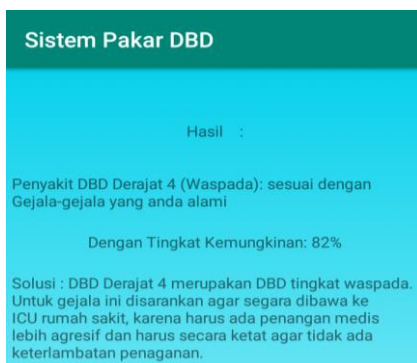 Sistem Pakar DBD
Hasil :
Penyakit DBD Derajat 4 (Waspada): sesuai dengan
Gejala-gejala yang anda alami
Dengan Tingkat Kemungkinan: 82%
Solusi : DBD Derajat 4 merupakan DBD tingkat waspada.
Untuk gejala ini disarankan agar segara dibawa ke
ICU rumah sakit, karena harus ada penangan medis
lebih agresif dan harus secara ketat agar tidak ada
keterlambatan penaganan.